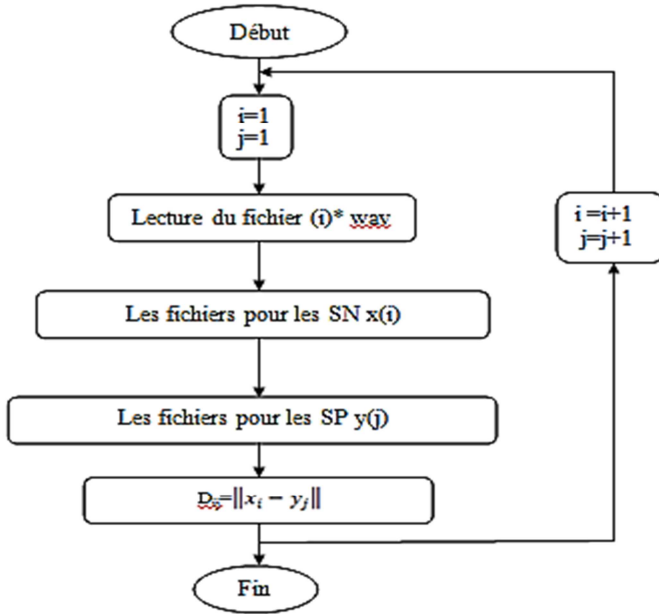 Début
i=1
j=1
Lecture du fichier (i)* wav
i =i+1
j=j+1
Les fichiers pour les SN x(i)
Les fichiers pour les SP y(j)
=‖xᵢ − yⱼ‖
Fin